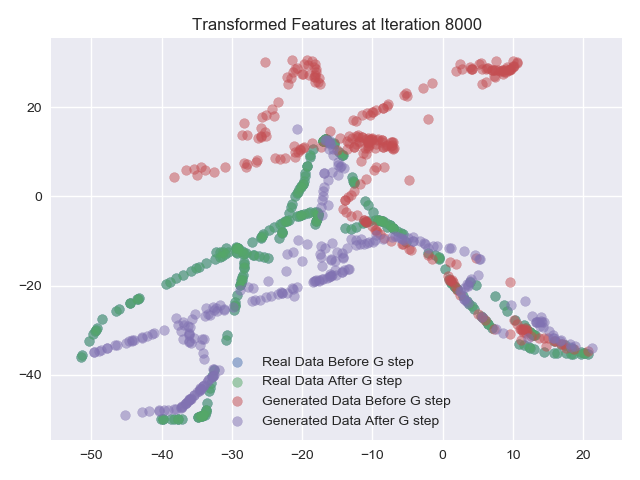 Transformed Features at Iteration 8000
20
0
−20
−40
Real Data Before G step
Real Data After G step
Generated Data Before G step
Generated Data After G step
−50 −40 −30 −20 −10 0 10 20